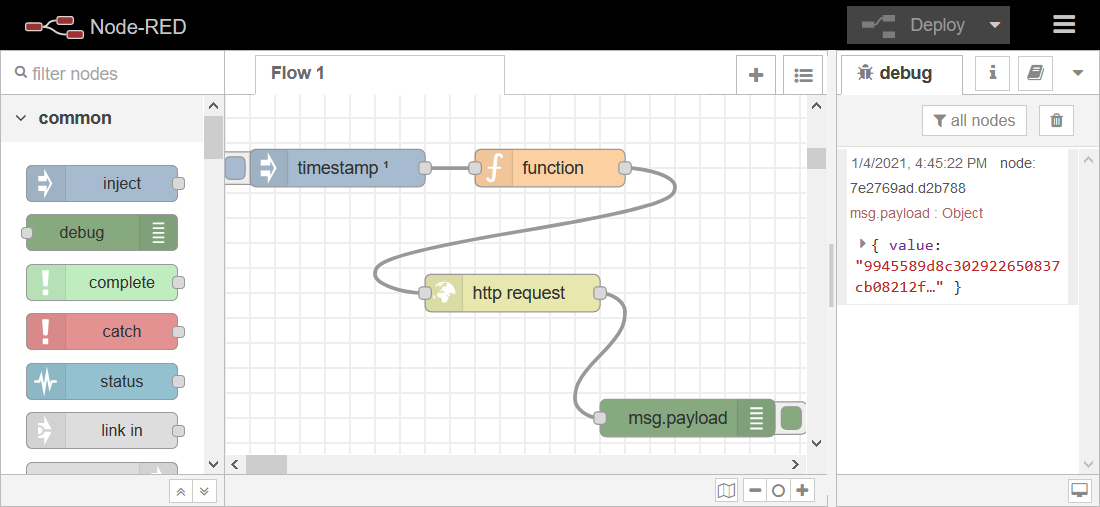 Node-RED
Deploy
filter nodes
Flow 1
debug
i
all nodes
common
inject
debug
complete
catch
status
link in
timestamp ¹
function
http request
msg.payload
1/4/2021, 4:45:22 PM node:
7e2769ad.d2b788
msg.payload : Object
{ value:
"9945589d8c302922650837
cb08212f…" }